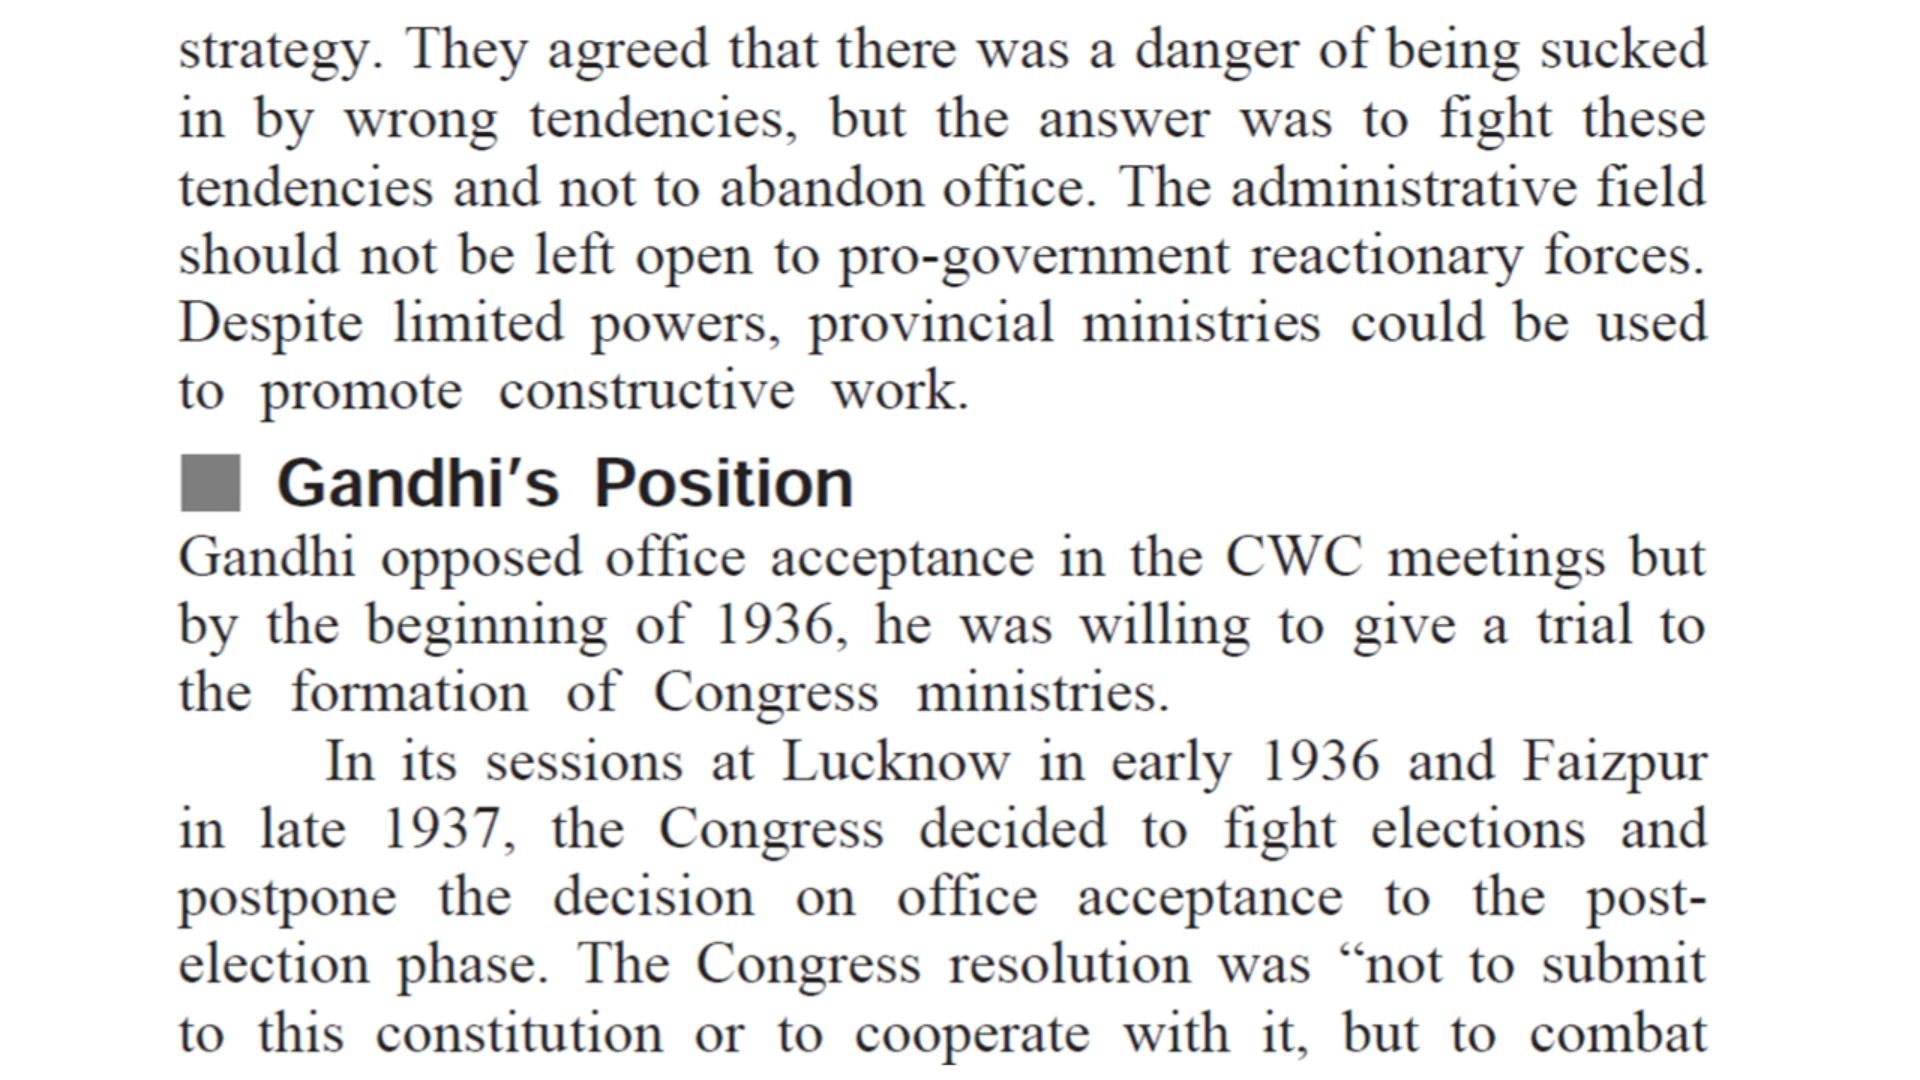 strategy. They agreed that there was a danger of being sucked
in by wrong tendencies, but the answer was to fight these
tendencies and not to abandon office. The administrative field
should not be left open to pro-government reactionary forces.
Despite limited powers, provincial ministries could be used
to promote constructive work.
Gandhi’s Position
Gandhi opposed office acceptance in the CWC meetings but
by the beginning of 1936, he was willing to give a trial to
the formation of Congress ministries.
In its sessions at Lucknow in early 1936 and Faizpur
in late 1937, the Congress decided to fight elections and
postpone the decision on office acceptance to the post-
election phase. The Congress resolution was “not to submit
to this constitution or to cooperate with it, but to combat